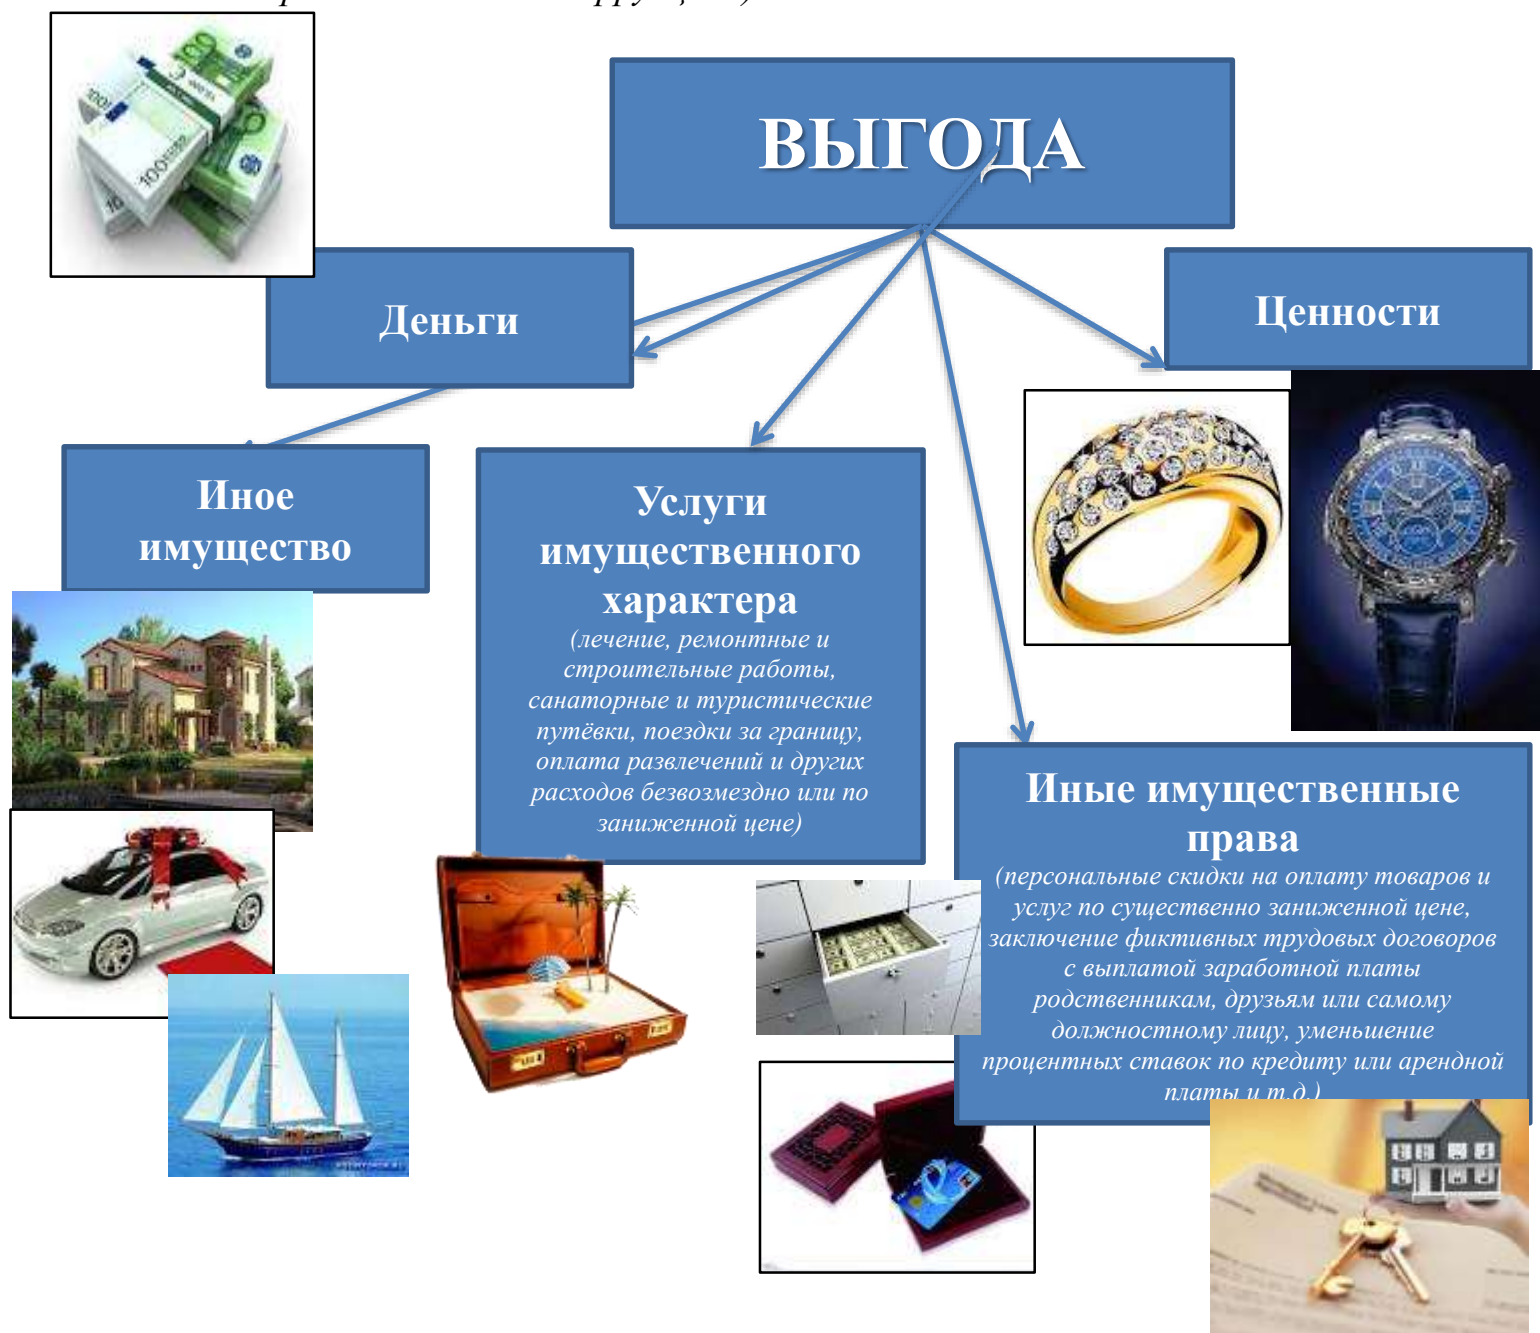 ВЫГОДА
Деньги
Ценности
Иное
имущество
Услуги
имущественного
характера
(лечение, ремонтные и
строительные работы,
санаторные и туристические
путёвки, поездки за границу,
оплата развлечений и других
расходов безвозмездно или по
заниженной цене)
Иные имущественные
права
(персональные скидки на оплату товаров и
услуг по существенно заниженной цене,
заключение фиктивных трудовых договоров
с выплатой заработной платы
родственникам, друзьям или самому
должностному лицу, уменьшение
процентных ставок по кредиту или арендной
платы и т.д.)
100
100